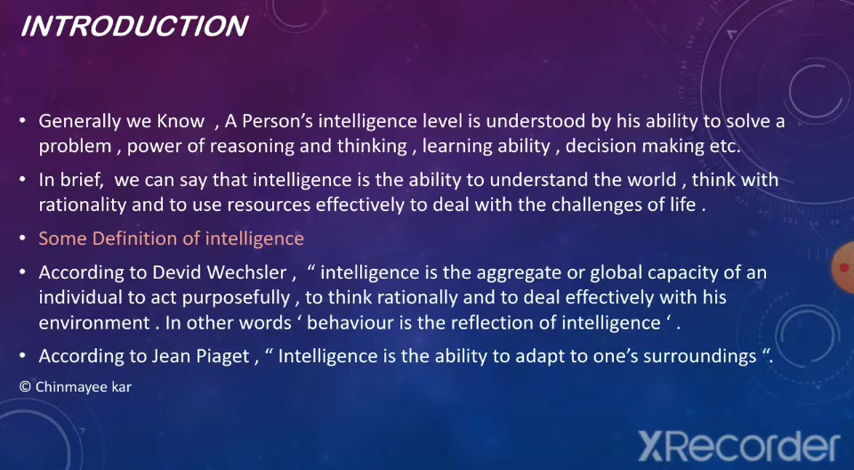 INTRODUCTION
• Generally we Know , A Person’s intelligence level is understood by his ability to solve a
problem , power of reasoning and thinking , learning ability , decision making etc.
• In brief, we can say that intelligence is the ability to understand the world , think with
rationality and to use resources effectively to deal with the challenges of life .
• Some Definition of intelligence
• According to Devid Wechsler , “ intelligence is the aggregate or global capacity of an
individual to act purposefully , to think rationally and to deal effectively with his
environment . In other words ‘ behaviour is the reflection of intelligence ‘ .
• According to Jean Piaget , “ Intelligence is the ability to adapt to one’s surroundings “.
© Chinmayee kar
XRecorder